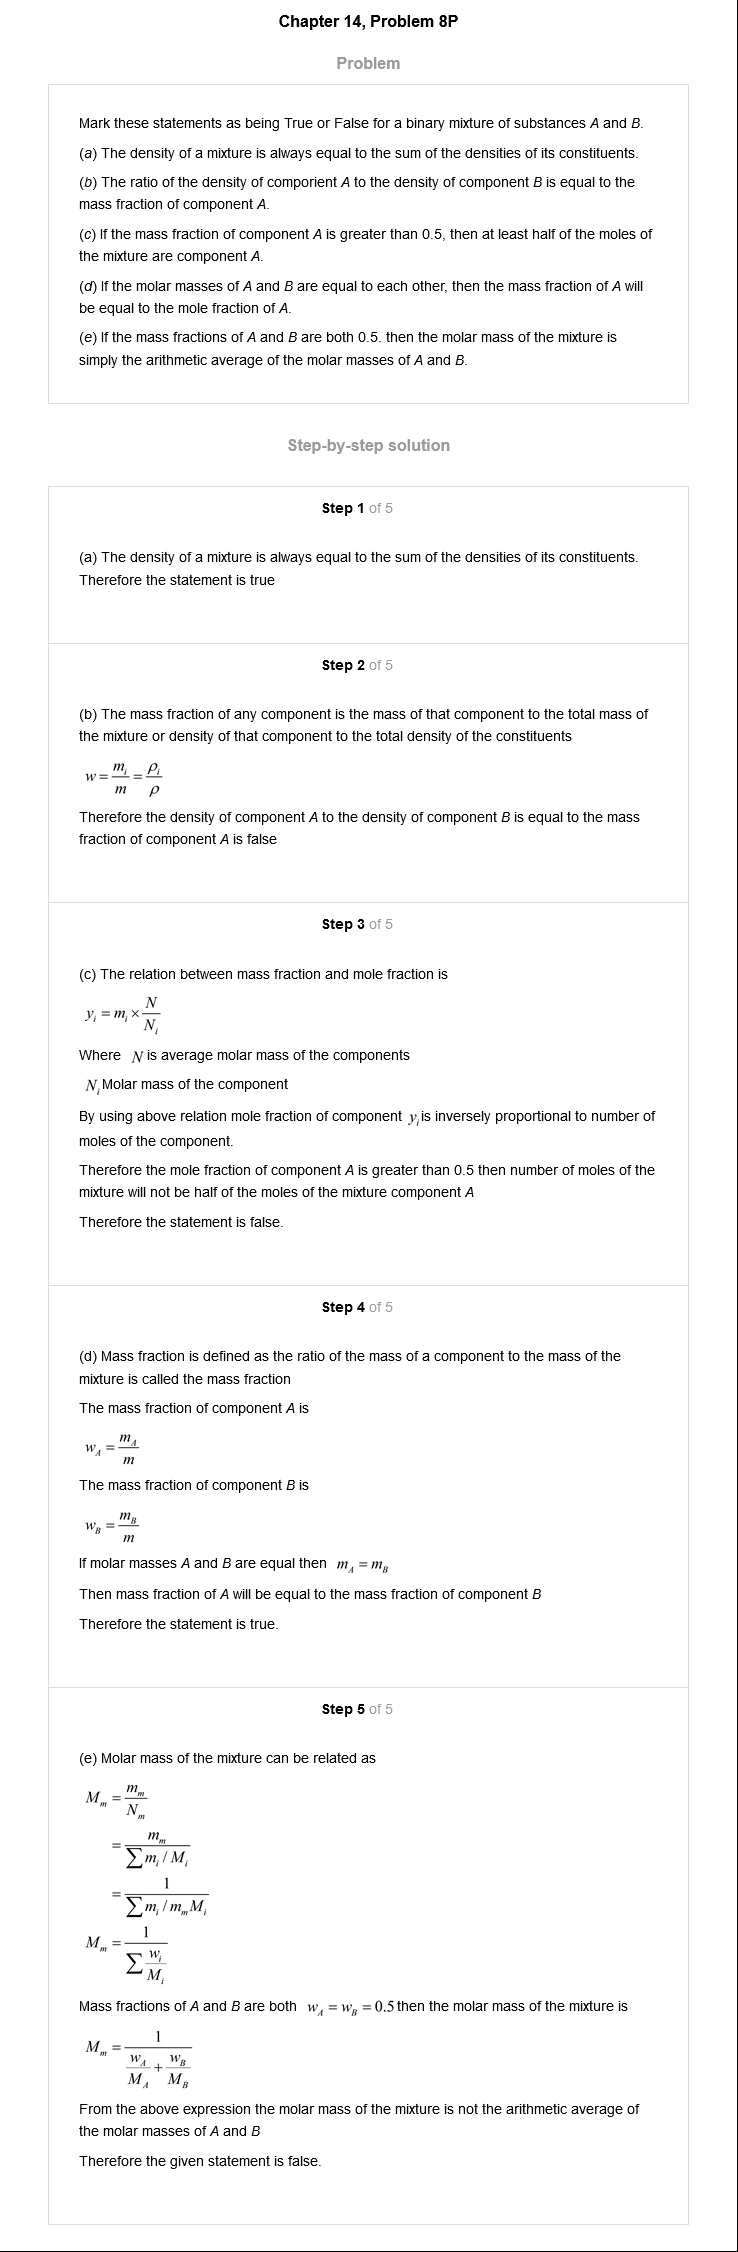 Chapter 14, Problem 8P
Problem
Mark these statements as being True or False for a binary mixture of substances A and B.
(a) The density of a mixture is always equal to the sum of the densities of its constituents.
(b) The ratio of the density of comporient A to the density of component B is equal to the
mass fraction of component A.
(c) If the mass fraction of component A is greater than 0.5, then at least half of the moles of
the mixture are component A.
(d) If the molar masses of A and B are equal to each other, then the mass fraction of A will
be equal to the mole fraction of A.
(e) If the mass fractions of A and B are both 0.5. then the molar mass of the mixture is
simply the arithmetic average of the molar masses of A and B.
Step-by-step solution
Step 1 of 5
(a) The density of a mixture is always equal to the sum of the densities of its constituents.
Therefore the statement is true
Step 2 of 5
(b) The mass fraction of any component is the mass of that component to the total mass of
the mixture or density of that component to the total density of the constituents
w = m_i / m = ρ_i / ρ
Therefore the density of component A to the density of component B is equal to the mass
fraction of component A is false
Step 3 of 5
(c) The relation between mass fraction and mole fraction is
y_i = m_i × N / N_i
Where N is average molar mass of the components
N_i Molar mass of the component
By using above relation mole fraction of component y_i is inversely proportional to number of
moles of the component.
Therefore the mole fraction of component A is greater than 0.5 then number of moles of the
mixture will not be half of the moles of the mixture component A
Therefore the statement is false.
Step 4 of 5
(d) Mass fraction is defined as the ratio of the mass of a component to the mass of the
mixture is called the mass fraction
The mass fraction of component A is
w_A = m_A / m
The mass fraction of component B is
w_B = m_B / m
If molar masses A and B are equal then m_A = m_B
Then mass fraction of A will be equal to the mass fraction of component B
Therefore the statement is true.
Step 5 of 5
(e) Molar mass of the mixture can be related as
M_m = m_m / N_m
= m_m / (∑ m_i / M_i)
= 1 / (∑ m_i / m_m M_i)
M_m = 1 / (∑ w_i / M_i)
Mass fractions of A and B are both w_A = w_B = 0.5 then the molar mass of the mixture is
M_m = 1 / (w_A / M_A + w_B / M_B)
From the above expression the molar mass of the mixture is not the arithmetic average of
the molar masses of A and B
Therefore the given statement is false.